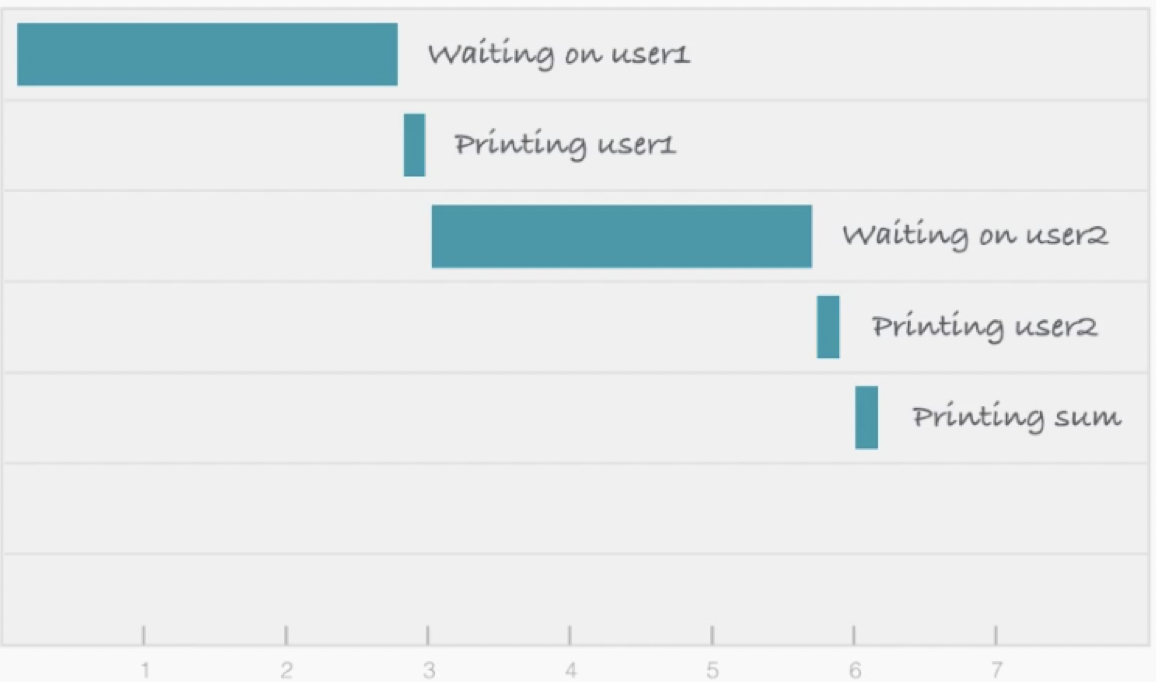 Waiting on user1
Printing user1
Waiting on user2
Printing user2
Printing sum
1 2 3 4 5 6 7